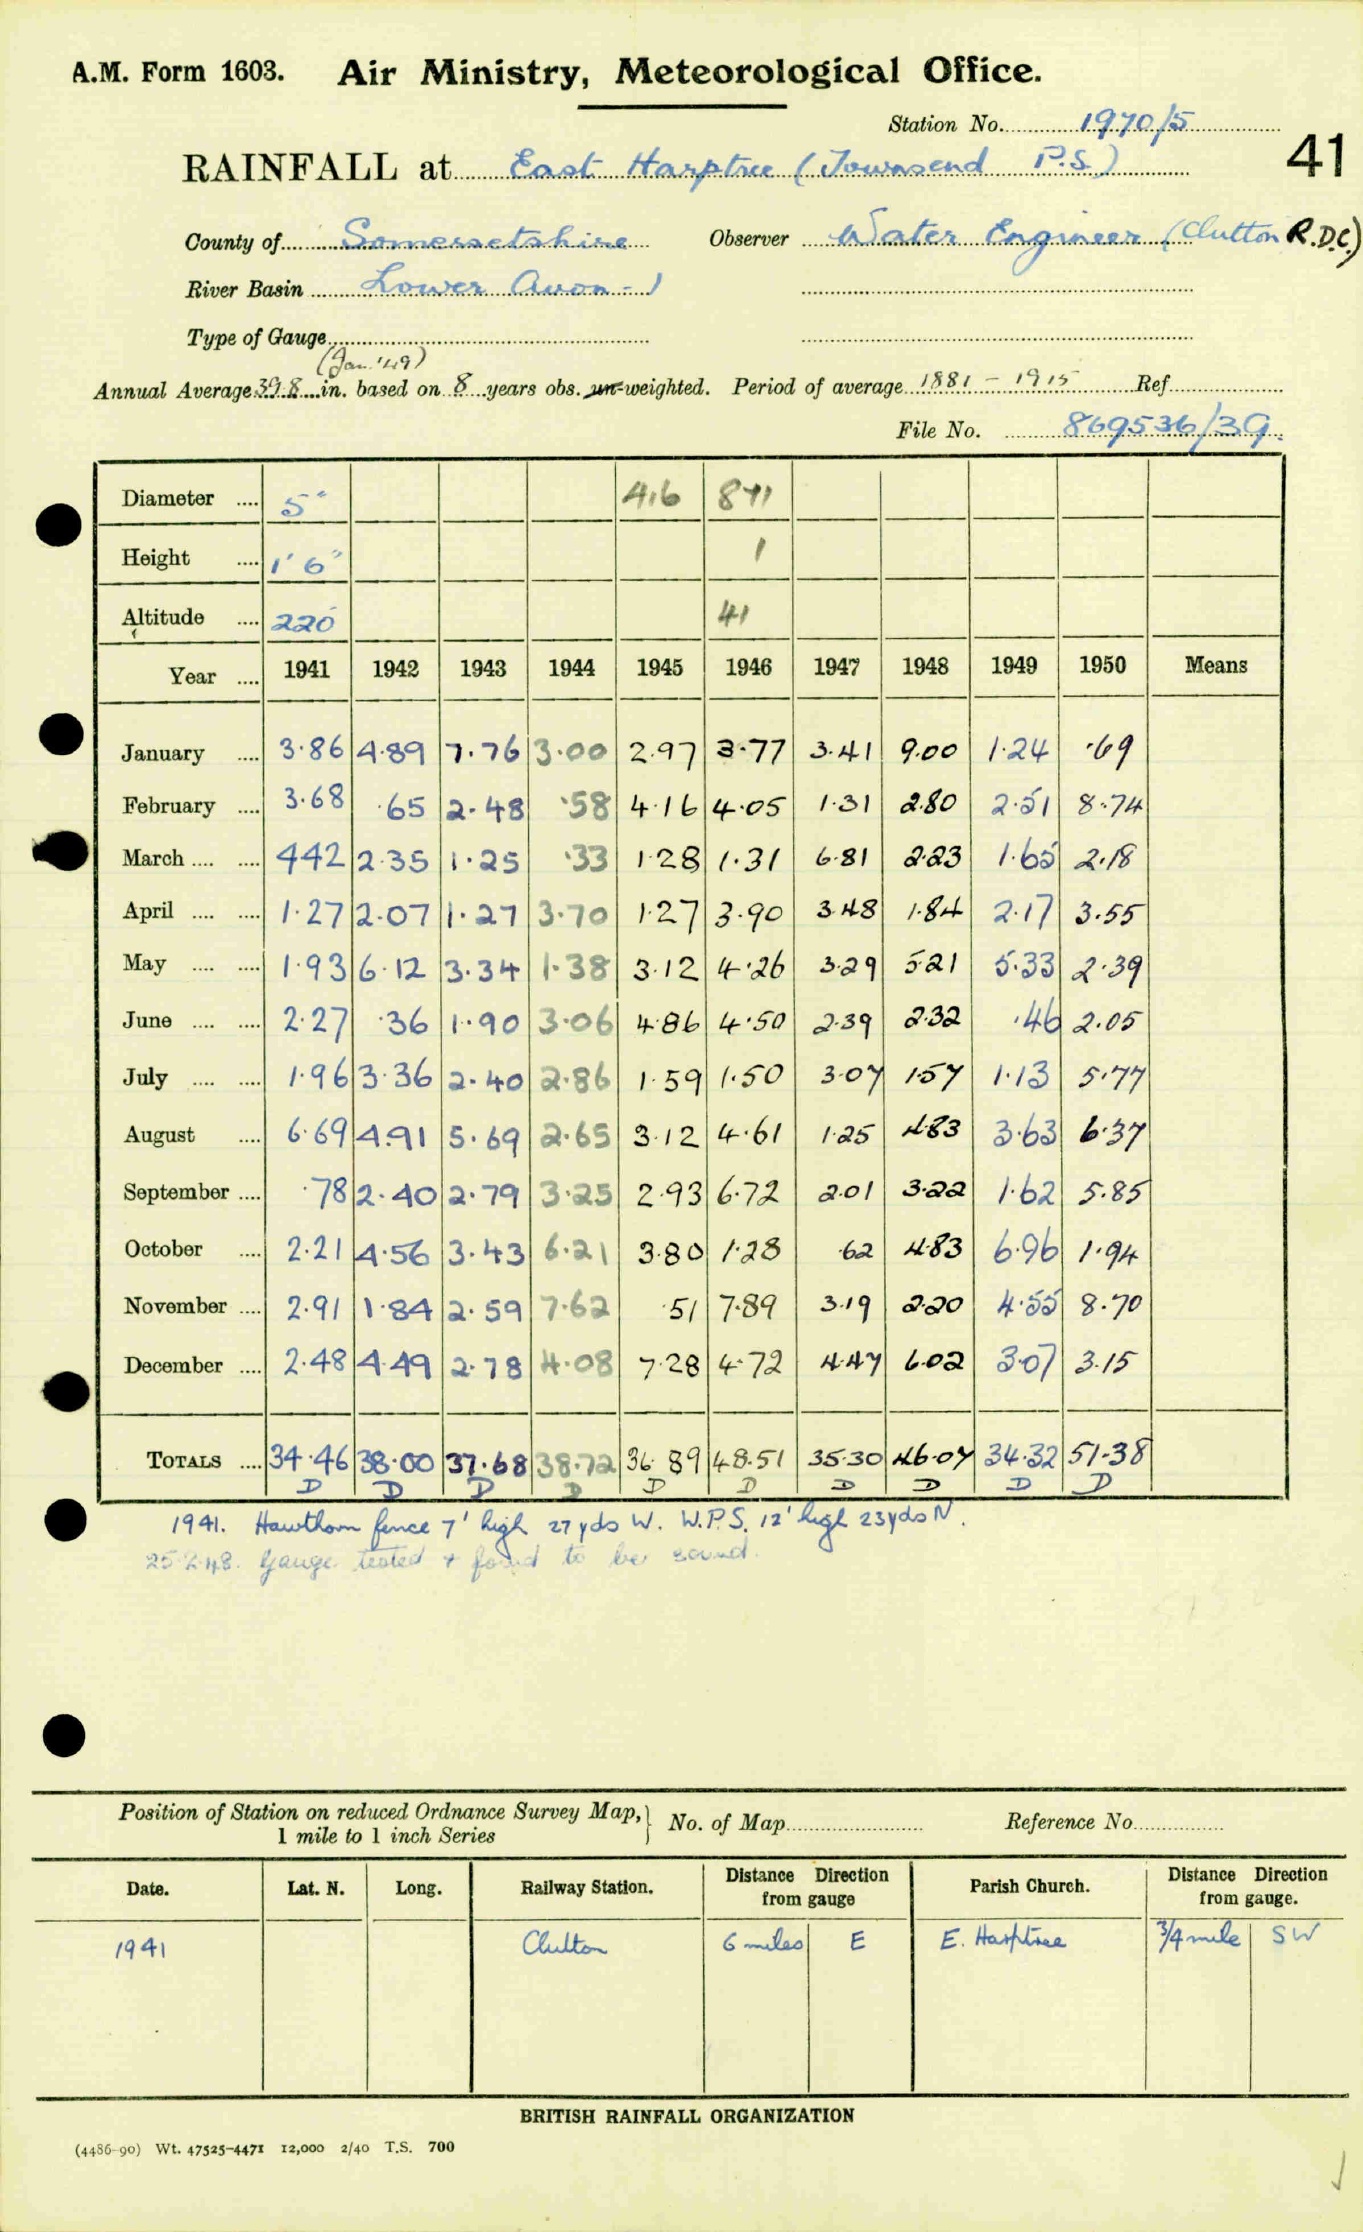 A.M. Form 1603. Air Ministry, Meteorological Office.
Station No. 1970/5
RAINFALL at East Harptree (Townsend P.S.) 41
County of Somersetshire Observer Water Engineer (Clutton R.D.C.)
River Basin Lower Avon - 1
Type of Gauge
(Jan. '49)
Annual Average 39.8 in. based on 8 years obs. un-weighted. Period of average 1881 - 1915 Ref.
File No. 869536/39.
Diameter .... 5" 416 871
Height .... 1' 6" 1
Altitude .... 220' 41
Year .... 1941 1942 1943 1944 1945 1946 1947 1948 1949 1950 Means
January .... 3.86 4.89 7.76 3.00 2.97 3.77 3.41 9.00 1.24 .69
February .... 3.68 .65 2.48 .58 4.16 4.05 1.31 2.80 2.51 8.74
March .... .... 442 2.35 1.25 .33 1.28 1.31 6.81 2.23 1.65 2.18
April .... .... 1.27 2.07 1.27 3.70 1.27 3.90 3.48 1.84 2.17 3.55
May .... .... 1.93 6.12 3.34 1.38 3.12 4.26 3.29 5.21 5.33 2.39
June .... .... 2.27 .36 1.90 3.06 4.86 4.50 2.39 2.32 .46 2.05
July .... .... 1.96 3.36 2.40 2.86 1.59 1.50 3.07 1.57 1.13 5.77
August .... 6.69 4.91 5.69 2.65 3.12 4.61 1.25 4.83 3.63 6.37
September .... .78 2.40 2.79 3.25 2.93 6.72 2.01 3.22 1.62 5.85
October .... 2.21 4.56 3.43 6.21 3.80 1.28 .62 4.83 6.96 1.94
November .... 2.91 1.84 2.59 7.62 .51 7.89 3.19 2.20 4.55 8.70
December .... 2.48 4.49 2.78 4.08 7.28 4.72 4.47 6.02 3.07 3.15
TOTALS .... 34.46 38.00 37.68 38.72 36.89 48.51 35.30 46.07 34.32 51.38
D D D D D D D D D D
1941. Hawthorn fence 7' high 27 yds W. W.P.S. 12' high 23 yds N.
25.2.48. Gauge tested + found to be sound.
Position of Station on reduced Ordnance Survey Map, 1 mile to 1 inch Series } No. of Map Reference No.
Date. Lat. N. Long. Railway Station. Distance Direction from gauge Parish Church. Distance Direction from gauge.
1941 Clutton 6 miles E E. Harptree 3/4 mile SW
BRITISH RAINFALL ORGANIZATION
(4486-90) Wt. 47525-4471 12,000 2/40 T.S. 700